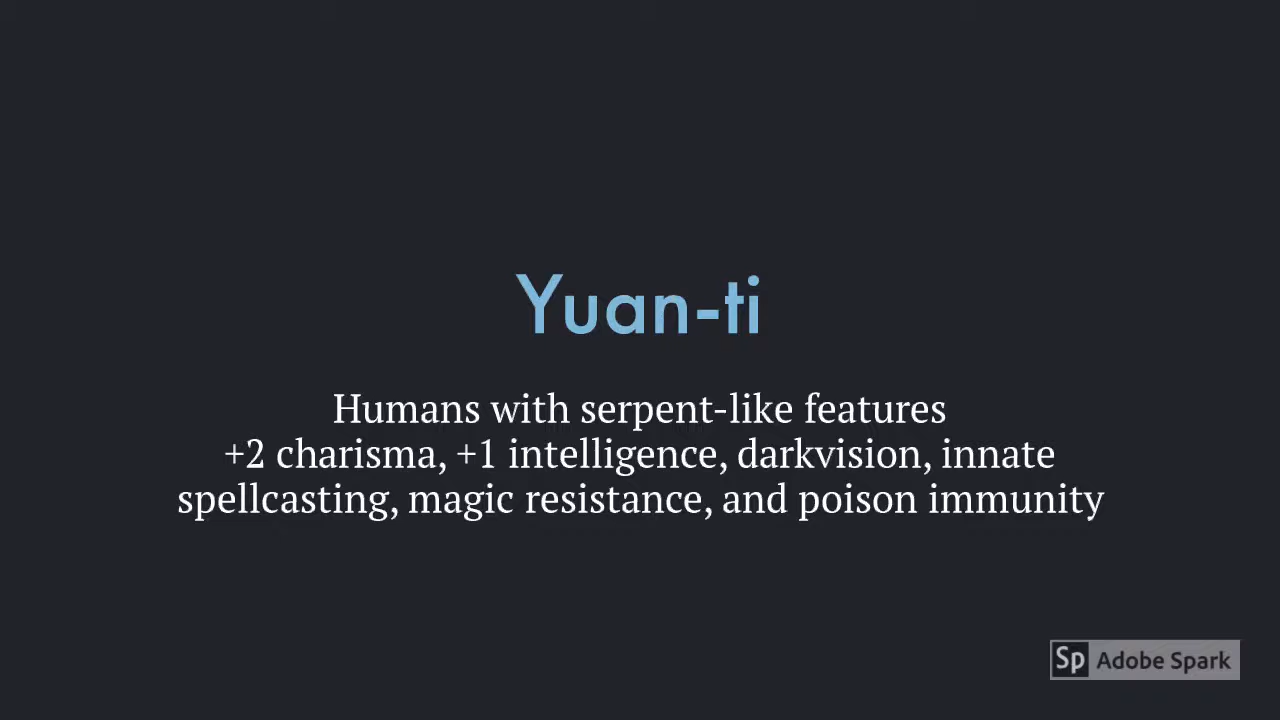 Yuan-ti
Humans with serpent-like features
+2 charisma, +1 intelligence, darkvision, innate
spellcasting, magic resistance, and poison immunity
Sp Adobe Spark